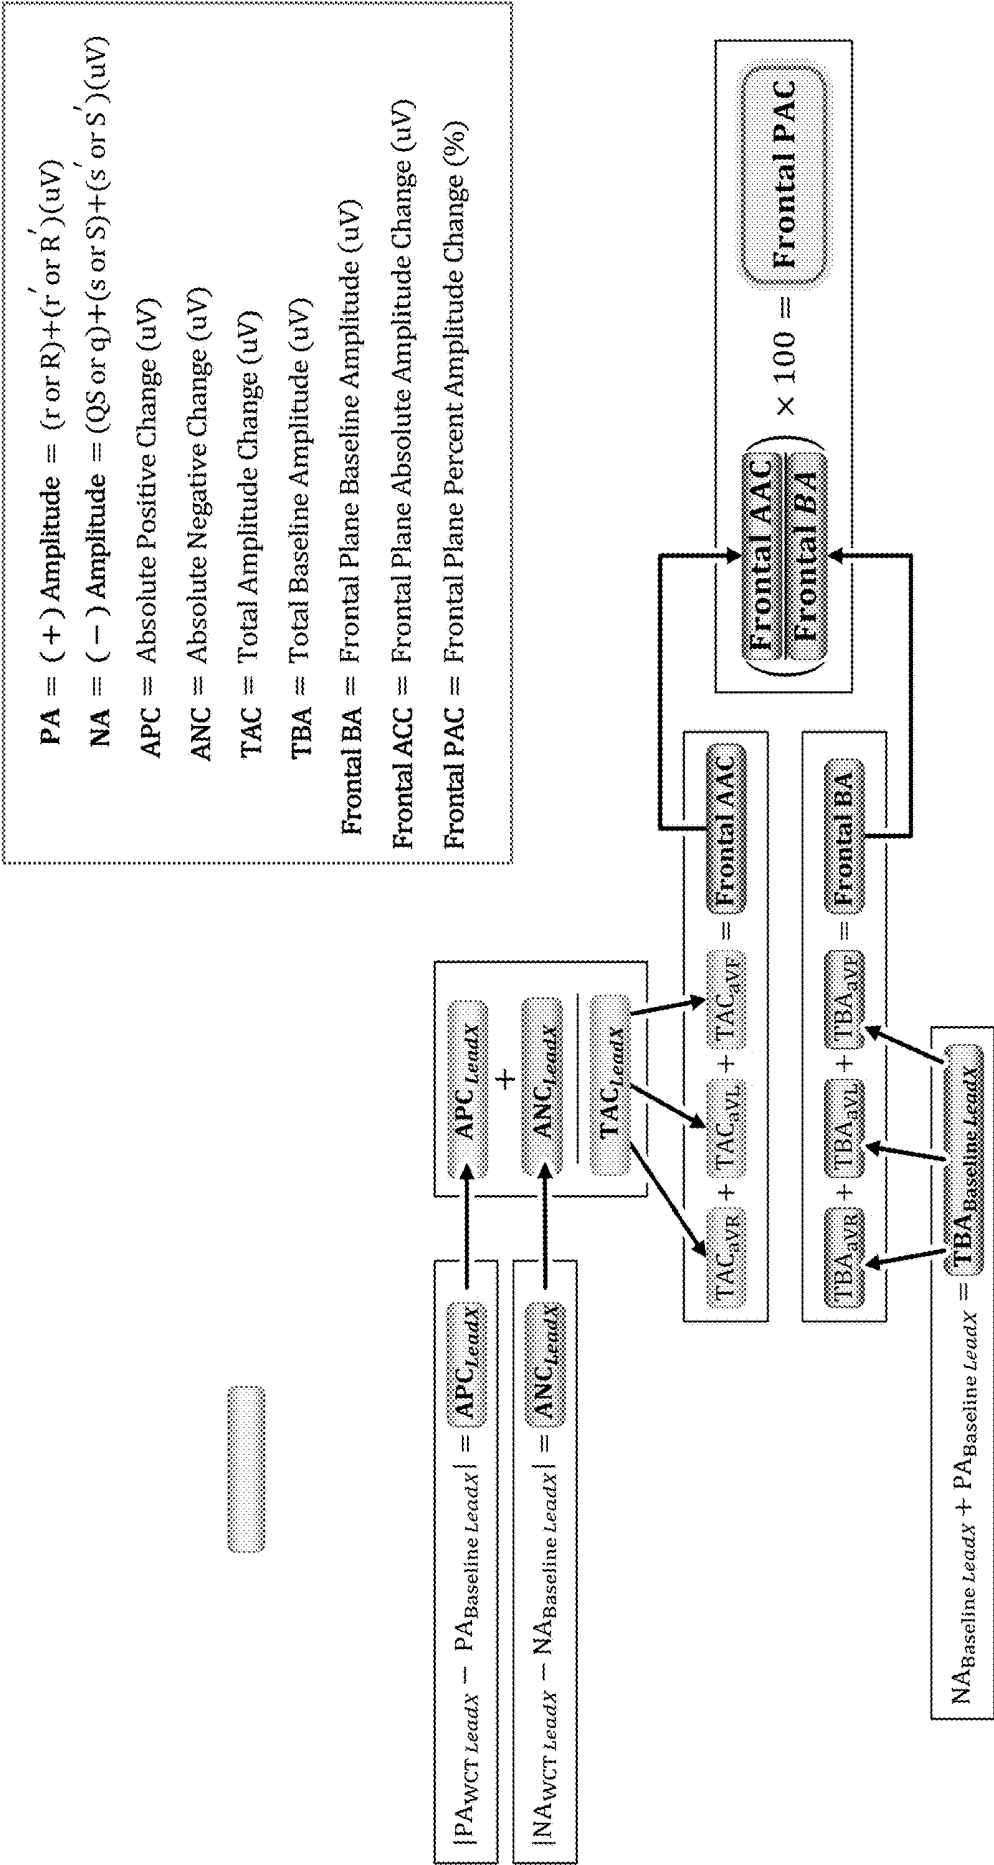 PA = (+) Amplitude = (r or R)+(r′ or R′)(uV)
NA = (−) Amplitude = (QS or q)+(s or S)+(s′ or S′)(uV)
APC = Absolute Positive Change (uV)
ANC = Absolute Negative Change (uV)
TAC = Total Amplitude Change (uV)
TBA = Total Baseline Amplitude (uV)
Frontal BA = Frontal Plane Baseline Amplitude (uV)
Frontal ACC = Frontal Plane Absolute Amplitude Change (uV)
Frontal PAC = Frontal Plane Percent Amplitude Change (%)
|PA_WCT LeadX − PA_Baseline LeadX| = APC_LeadX
|NA_WCT LeadX − NA_Baseline LeadX| = ANC_LeadX
APC_LeadX
+
ANC_LeadX
TAC_LeadX
TAC_aVR + TAC_aVL + TAC_aVF = Frontal AAC
TBA_aVR + TBA_aVL + TBA_aVF = Frontal BA
NA_Baseline LeadX + PA_Baseline LeadX = TBA_Baseline LeadX
(Frontal AAC
Frontal BA) × 100 = Frontal PAC